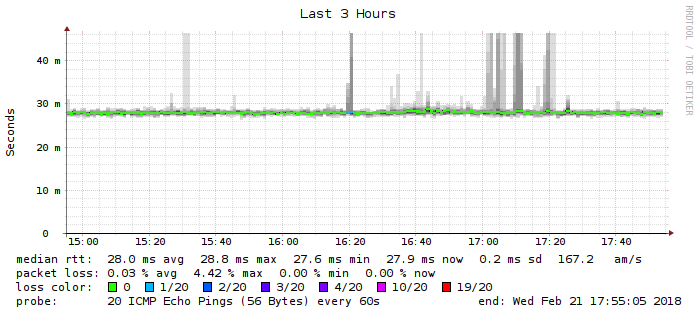 Last 3 Hours
RRDTOOL / TOBI OETIKER
Seconds
40 m
30 m
20 m
10 m
0
15:00 15:20 15:40 16:00 16:20 16:40 17:00 17:20 17:40
median rtt: 28.0 ms avg 28.8 ms max 27.6 ms min 27.9 ms now 0.2 ms sd 167.2 am/s
packet loss: 0.03 % avg 4.42 % max 0.00 % min 0.00 % now
loss color: 0 1/20 2/20 3/20 4/20 10/20 19/20
probe: 20 ICMP Echo Pings (56 Bytes) every 60s end: Wed Feb 21 17:55:05 2018